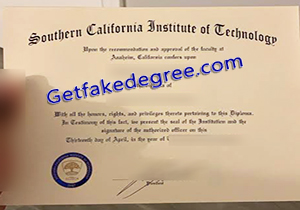 Southern California Institute of Technology
Upon the recommendation and approval of the faculty at
Anaheim, California confers upon
Getfakedegree.com
of
With all the honors, rights, and privileges thereto pertaining to this Diploma.
In Testimony of this fact, we present the seal of the Institution and the
signature of the authorized officer on this
Thirteenth day of April, in the year of